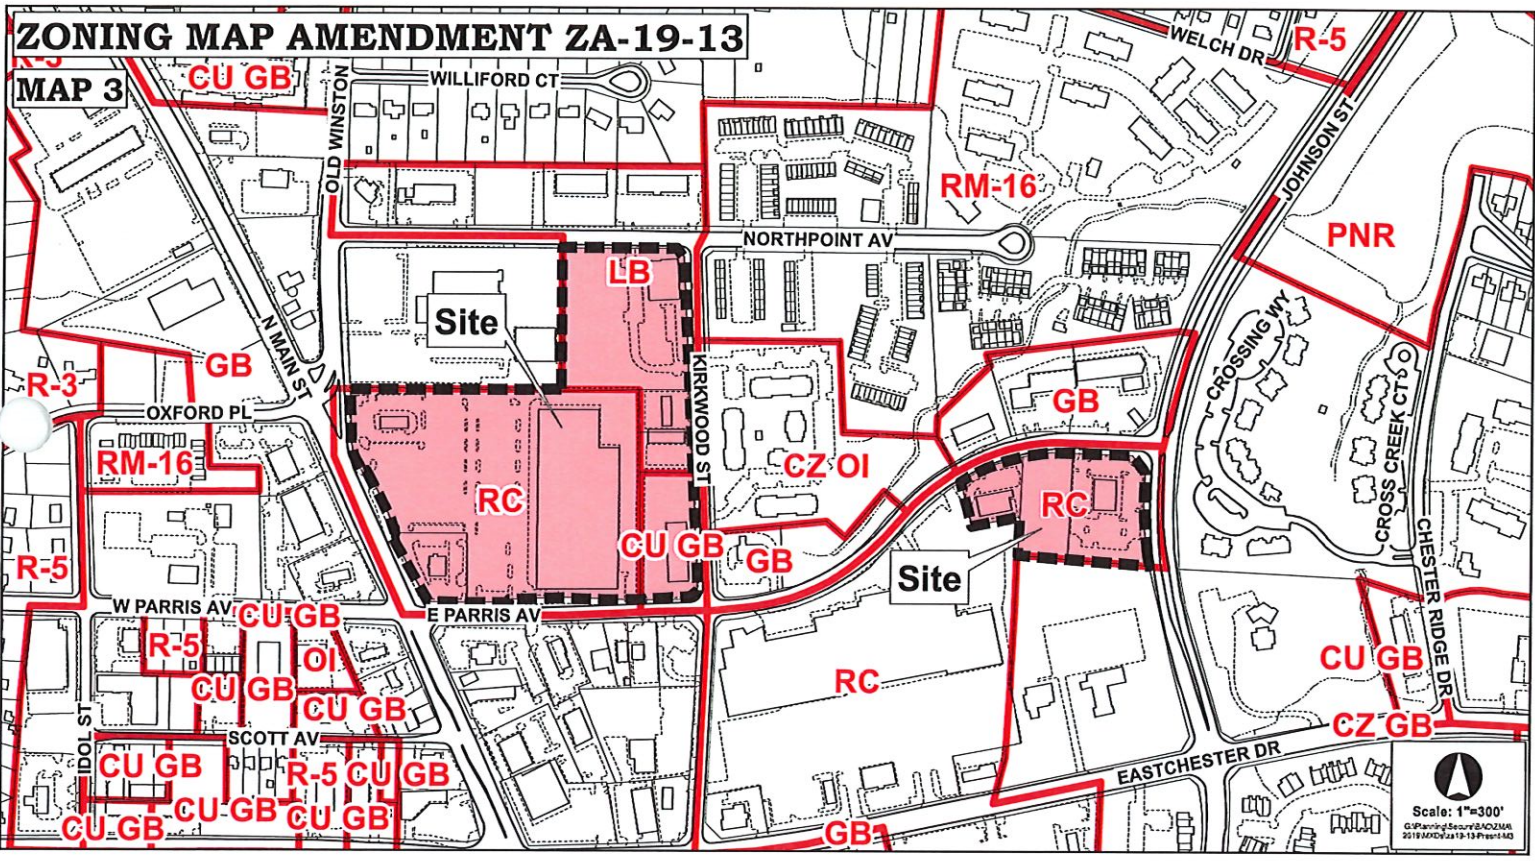 ZONING MAP AMENDMENT ZA-19-13
MAP 3
R-5
CU GB
WILLIFORD CT
OLD WINSTON
WELCH DR
R-5
JOHNSON ST
RM-16
PNR
NORTHPOINT AV
LB
Site
N MAIN ST
GB
R-3
OXFORD PL
RM-16
KIRKWOOD ST
CROSSING WY
GB
CROSS CREEK CT
CZ OI
RC
RC
CU GB
GB
Site
R-5
CHESTER RIDGE DR
W PARRIS AV
CU GB
E PARRIS AV
R-5
OI
CU GB
CU GB
RC
CU GB
IDOL ST
SCOTT AV
CZ GB
CU GB
R-5
CU GB
CU GB
CU GB
CU GB
EASTCHESTER DR
GB
Scale: 1"=300'